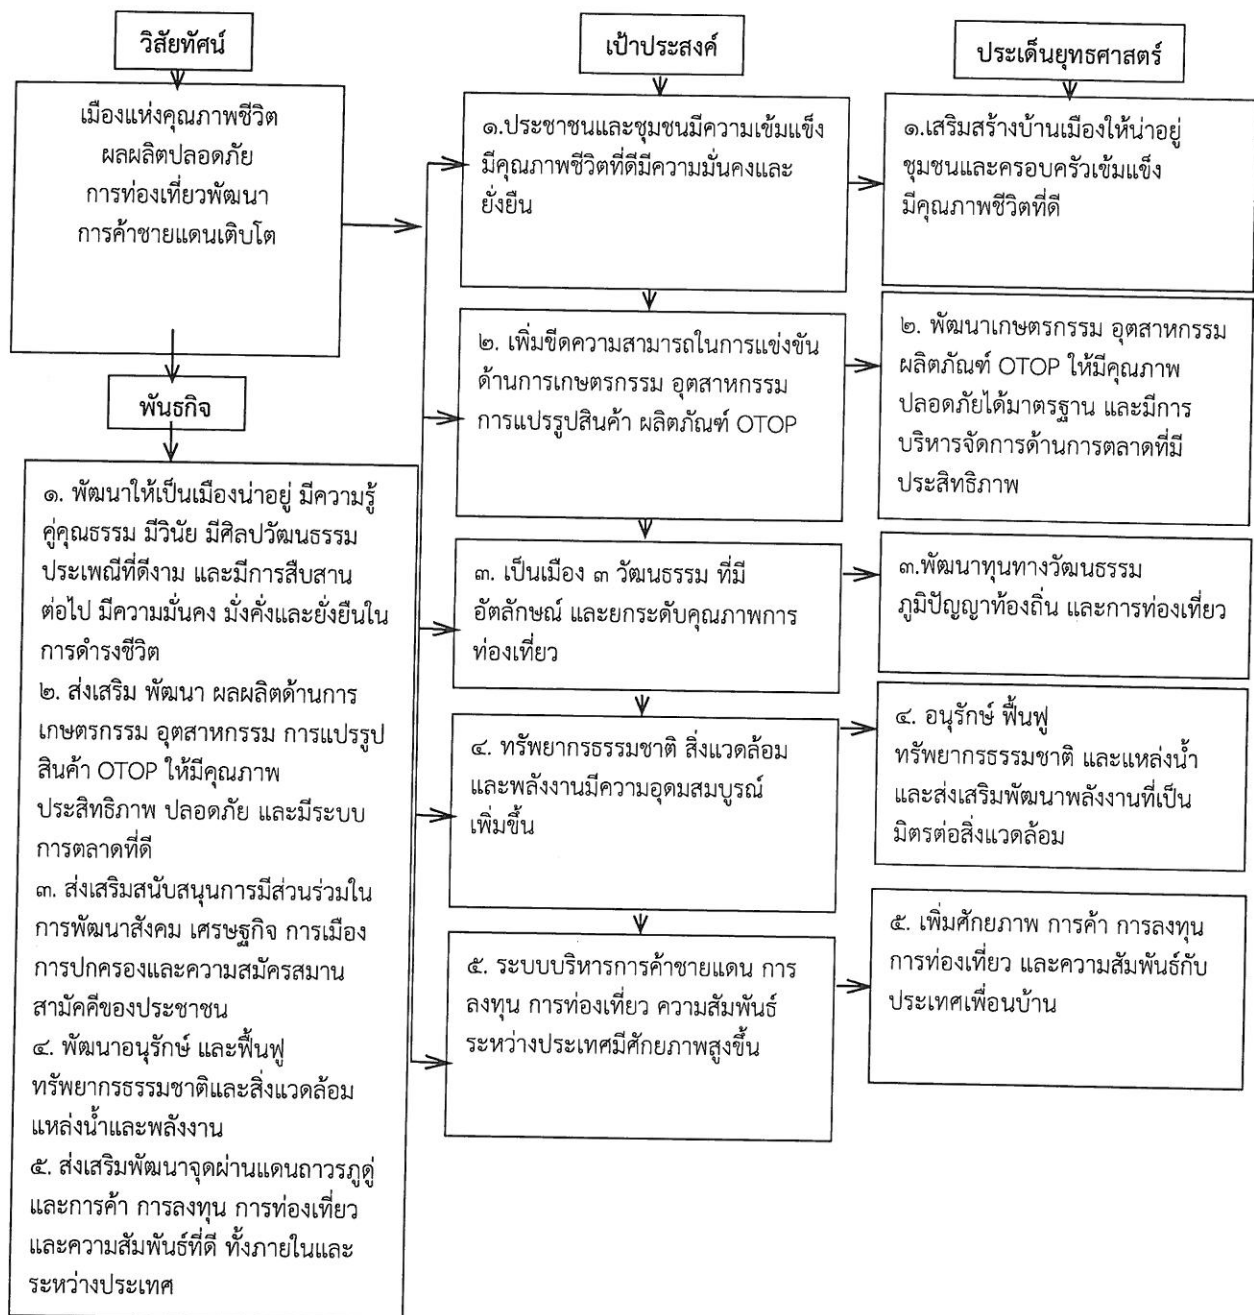 วิสัยทัศน์
เมืองแห่งคุณภาพชีวิต
ผลผลิตปลอดภัย
การท่องเที่ยวพัฒนา
การค้าชายแดนเติบโต
พันธกิจ
๑. พัฒนาให้เป็นเมืองน่าอยู่ มีความรู้
คู่คุณธรรม มีวินัย มีศิลปวัฒนธรรม
ประเพณีที่ดีงาม และมีการสืบสาน
ต่อไป มีความมั่นคง มั่งคั่งและยั่งยืนใน
การดำรงชีวิต
๒. ส่งเสริม พัฒนา ผลผลิตด้านการ
เกษตรกรรม อุตสาหกรรม การแปรรูป
สินค้า OTOP ให้มีคุณภาพ
ประสิทธิภาพ ปลอดภัย และมีระบบ
การตลาดที่ดี
๓. ส่งเสริมสนับสนุนการมีส่วนร่วมใน
การพัฒนาสังคม เศรษฐกิจ การเมือง
การปกครองและความสมัครสมาน
สามัคคีของประชาชน
๔. พัฒนาอนุรักษ์ และฟื้นฟู
ทรัพยากรธรรมชาติและสิ่งแวดล้อม
แหล่งน้ำและพลังงาน
๕. ส่งเสริมพัฒนาจุดผ่านแดนถาวรภูดู่
และการค้า การลงทุน การท่องเที่ยว
และความสัมพันธ์ที่ดี ทั้งภายในและ
ระหว่างประเทศ
เป้าประสงค์
๑.ประชาชนและชุมชนมีความเข้มแข็ง
มีคุณภาพชีวิตที่ดีมีความมั่นคงและ
ยั่งยืน
๒. เพิ่มขีดความสามารถในการแข่งขัน
ด้านการเกษตรกรรม อุตสาหกรรม
การแปรรูปสินค้า ผลิตภัณฑ์ OTOP
๓. เป็นเมือง ๓ วัฒนธรรม ที่มี
อัตลักษณ์ และยกระดับคุณภาพการ
ท่องเที่ยว
๔. ทรัพยากรธรรมชาติ สิ่งแวดล้อม
และพลังงานมีความอุดมสมบูรณ์
เพิ่มขึ้น
๕. ระบบบริหารการค้าชายแดน การ
ลงทุน การท่องเที่ยว ความสัมพันธ์
ระหว่างประเทศมีศักยภาพสูงขึ้น
ประเด็นยุทธศาสตร์
๑.เสริมสร้างบ้านเมืองให้น่าอยู่
ชุมชนและครอบครัวเข้มแข็ง
มีคุณภาพชีวิตที่ดี
๒. พัฒนาเกษตรกรรม อุตสาหกรรม
ผลิตภัณฑ์ OTOP ให้มีคุณภาพ
ปลอดภัยได้มาตรฐาน และมีการ
บริหารจัดการด้านการตลาดที่มี
ประสิทธิภาพ
๓.พัฒนาทุนทางวัฒนธรรม
ภูมิปัญญาท้องถิ่น และการท่องเที่ยว
๔. อนุรักษ์ ฟื้นฟู
ทรัพยากรธรรมชาติ และแหล่งน้ำ
และส่งเสริมพัฒนาพลังงานที่เป็น
มิตรต่อสิ่งแวดล้อม
๕. เพิ่มศักยภาพ การค้า การลงทุน
การท่องเที่ยว และความสัมพันธ์กับ
ประเทศเพื่อนบ้าน